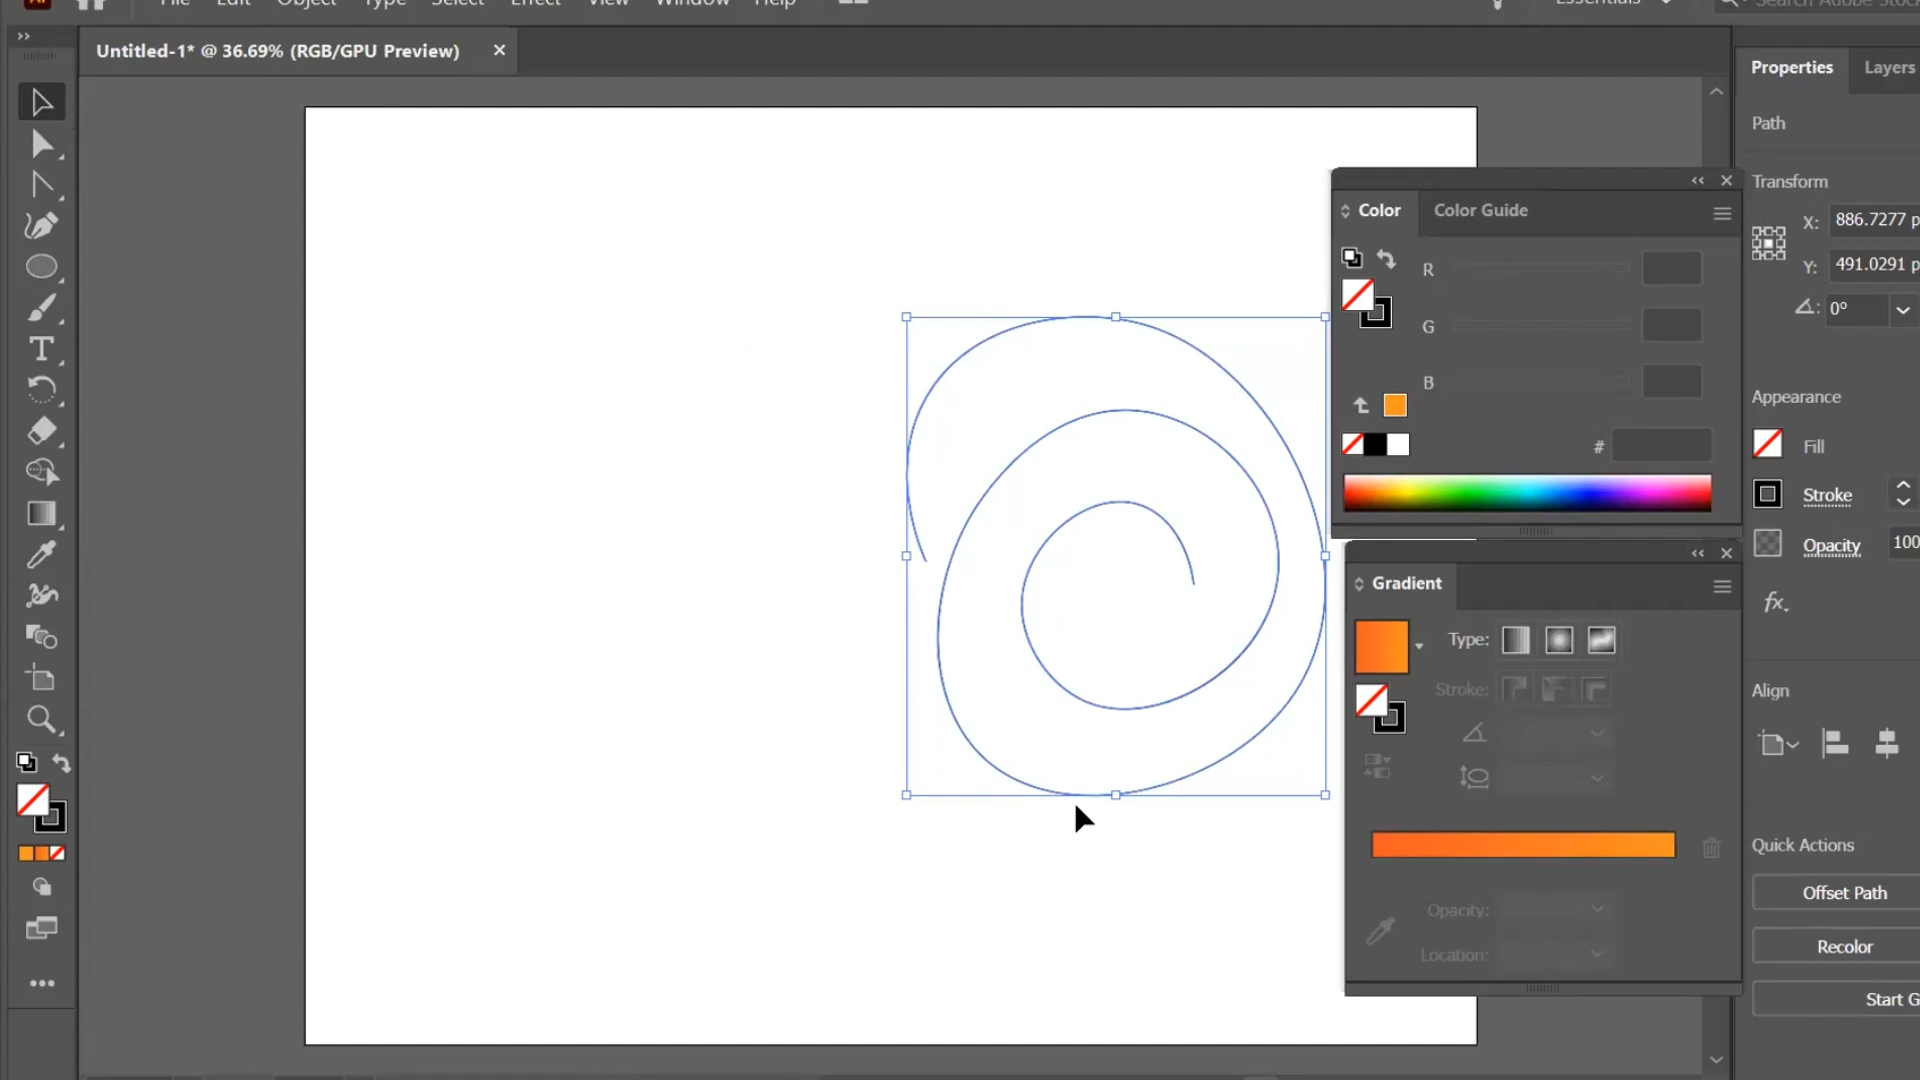 File Edit Object Type Select Effect View Window Help
Essentials
Search Adobe Stock
Untitled-1* @ 36.69% (RGB/GPU Preview)
Properties Layers
Path
Transform
X: 886.7277 p
Y: 491.0291 p
0°
Color Color Guide
R
G
B
#
Appearance
Fill
Stroke
Opacity 100
fx
Gradient
Type:
Stroke:
Opacity:
Location:
Align
Quick Actions
Offset Path
Recolor
Start G